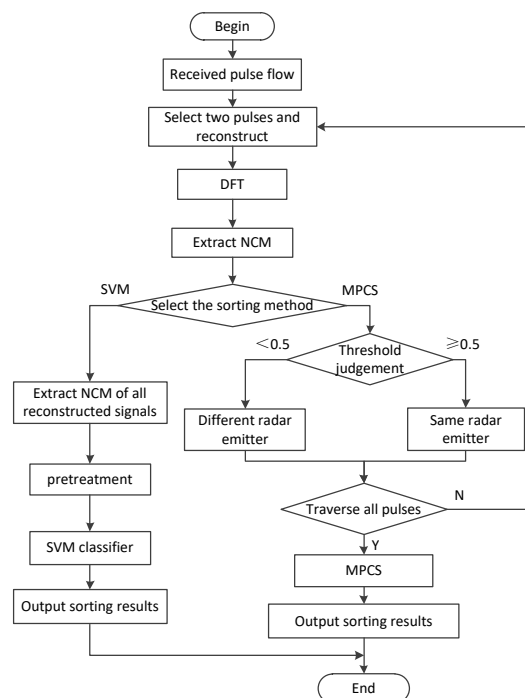 Begin
Received pulse flow
Select two pulses and
reconstruct
DFT
Extract NCM
SVM
Select the sorting method
MPCS
<0.5
Threshold
judgement
≥0.5
Extract NCM of all
reconstructed signals
Different radar
emitter
Same radar
emitter
pretreatment
Traverse all pulses
N
Y
SVM classifier
MPCS
Output sorting results
Output sorting results
End